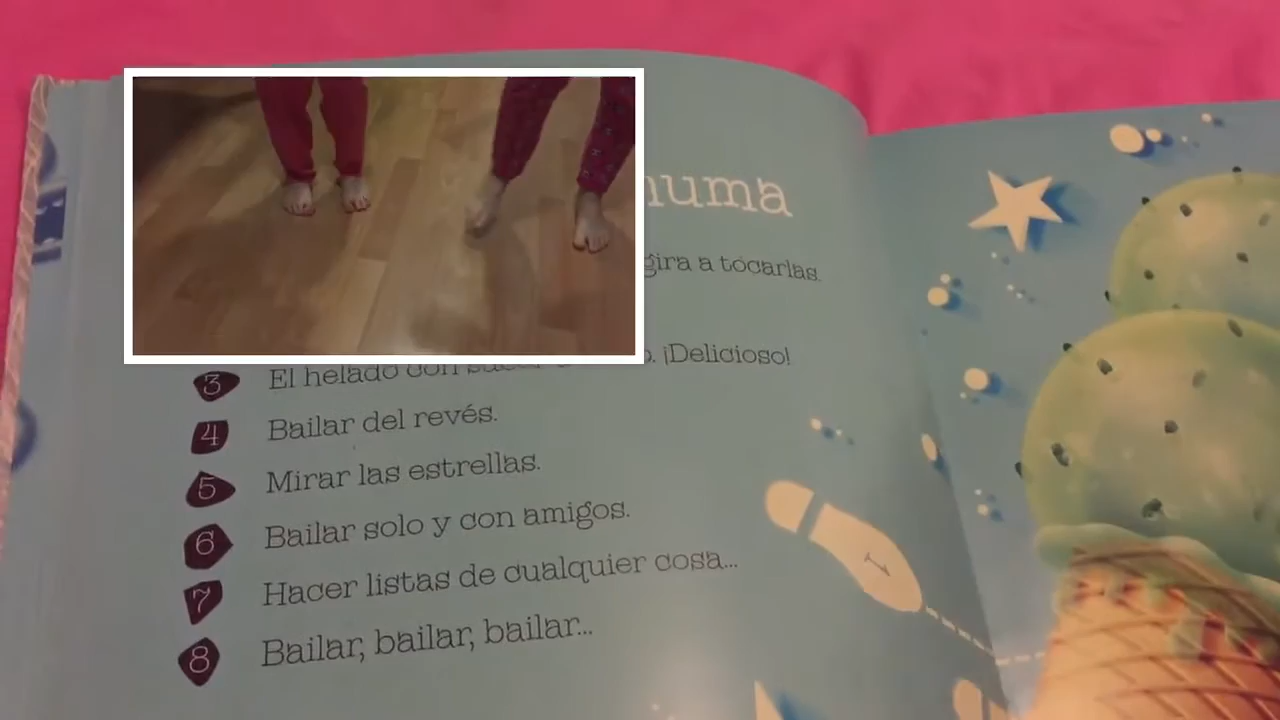 numa
gira a tocarlas.
3 El helado con . ¡Delicioso!
4 Bailar del revés.
5 Mirar las estrellas.
6 Bailar solo y con amigos.
7 Hacer listas de cualquier cosa...
8 Bailar, bailar, bailar...
1